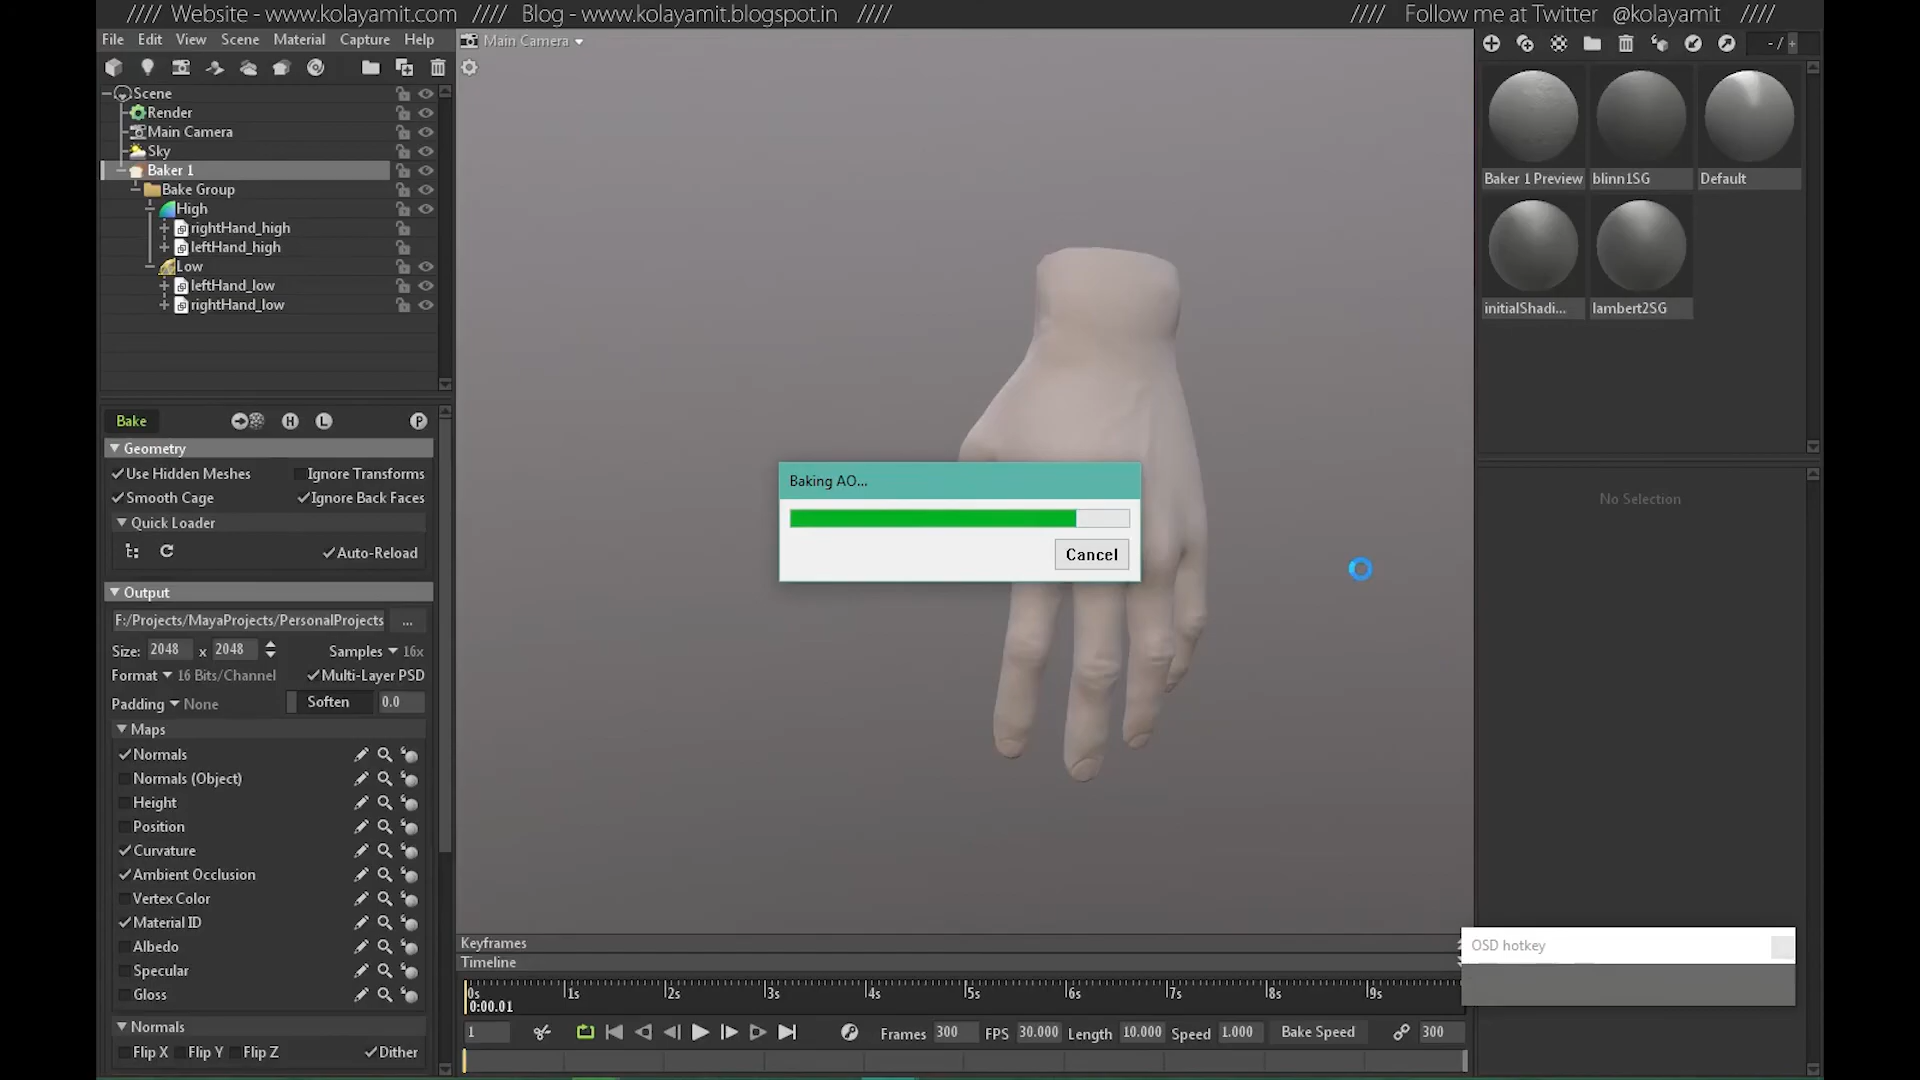 //// Website - www.kolayamit.com //// Blog - www.kolayamit.blogspot.in ////
//// Follow me at Twitter @kolayamit ////
File Edit View Scene Material Capture Help
Main Camera
- / +
Scene
Render
Main Camera
Sky
Baker 1
Bake Group
High
rightHand_high
leftHand_high
Low
leftHand_low
rightHand_low
Baker 1 Preview blinn1SG Default
initialShadi... lambert2SG
Bake H L P
Geometry
Use Hidden Meshes Ignore Transforms
Smooth Cage Ignore Back Faces
Quick Loader
Auto-Reload
Output
F:/Projects/MayaProjects/PersonalProjects ...
Size: 2048 x 2048 Samples 16x
Format 16 Bits/Channel Multi-Layer PSD
Padding None Soften 0.0
Maps
Normals
Normals (Object)
Height
Position
Curvature
Ambient Occlusion
Vertex Color
Material ID
Albedo
Specular
Gloss
Normals
Flip X Flip Y Flip Z Dither
Baking AO...
Cancel
No Selection
OSD hotkey
Keyframes
Timeline
0s 1s 2s 3s 4s 5s 6s 7s 8s 9s
0:00.01
1 Frames 300 FPS 30.000 Length 10.000 Speed 1.000 Bake Speed 300